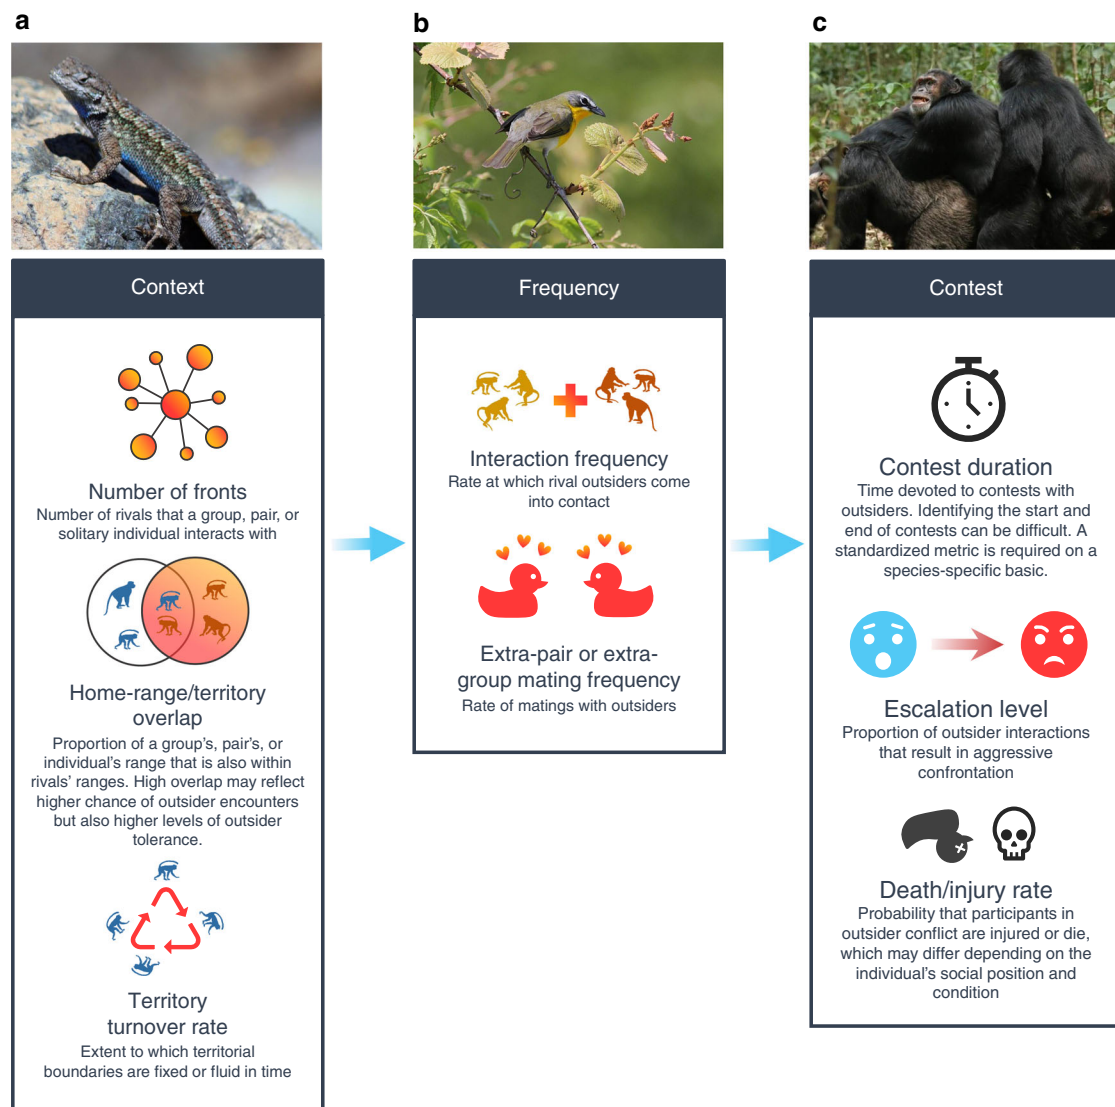 a
Context
Number of fronts
Number of rivals that a group, pair, or
solitary individual interacts with
Home-range/territory
overlap
Proportion of a group's, pair's, or
individual's range that is also within
rivals' ranges. High overlap may reflect
higher chance of outsider encounters
but also higher levels of outsider
tolerance.
Territory
turnover rate
Extent to which territorial
boundaries are fixed or fluid in time
b
Frequency
Interaction frequency
Rate at which rival outsiders come
into contact
Extra-pair or extra-
group mating frequency
Rate of matings with outsiders
c
Contest
Contest duration
Time devoted to contests with
outsiders. Identifying the start and
end of contests can be difficult. A
standardized metric is required on a
species-specific basic.
Escalation level
Proportion of outsider interactions
that result in aggressive
confrontation
Death/injury rate
Probability that participants in
outsider conflict are injured or die,
which may differ depending on the
individual's social position and
condition